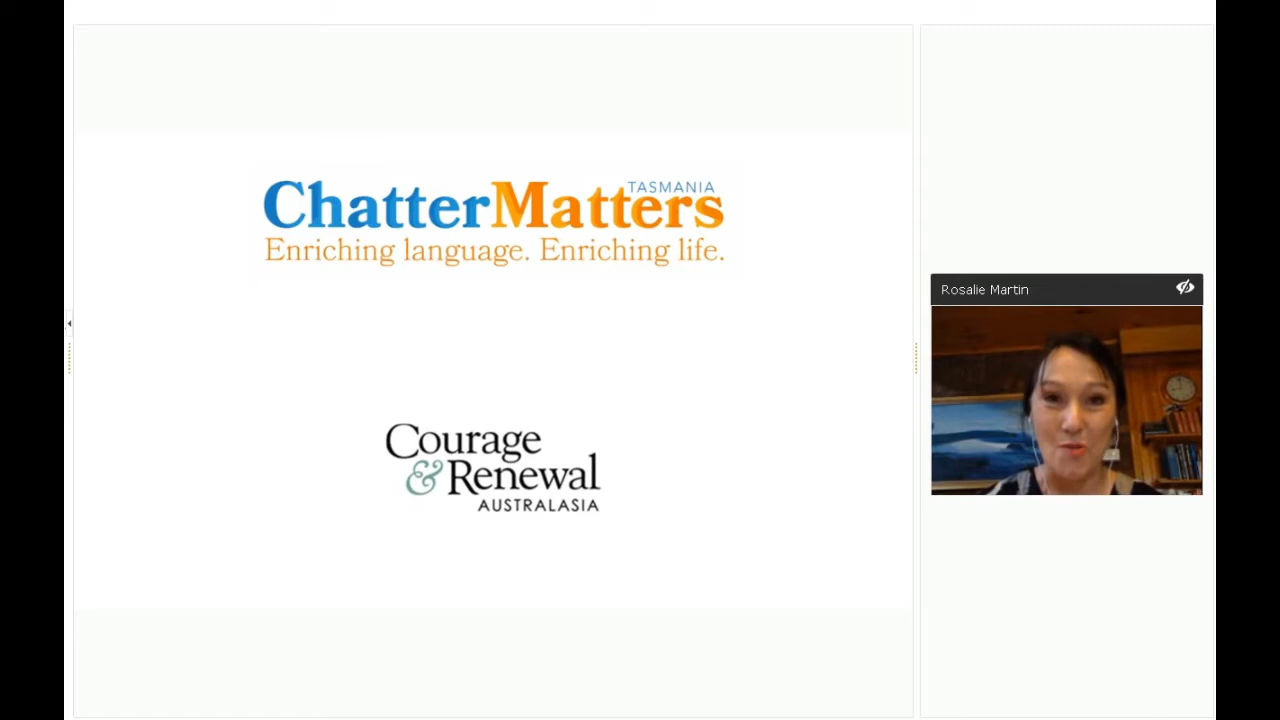 TASMANIA
ChatterMatters
Enriching language. Enriching life.
Courage
& Renewal
AUSTRALASIA
Rosalie Martin